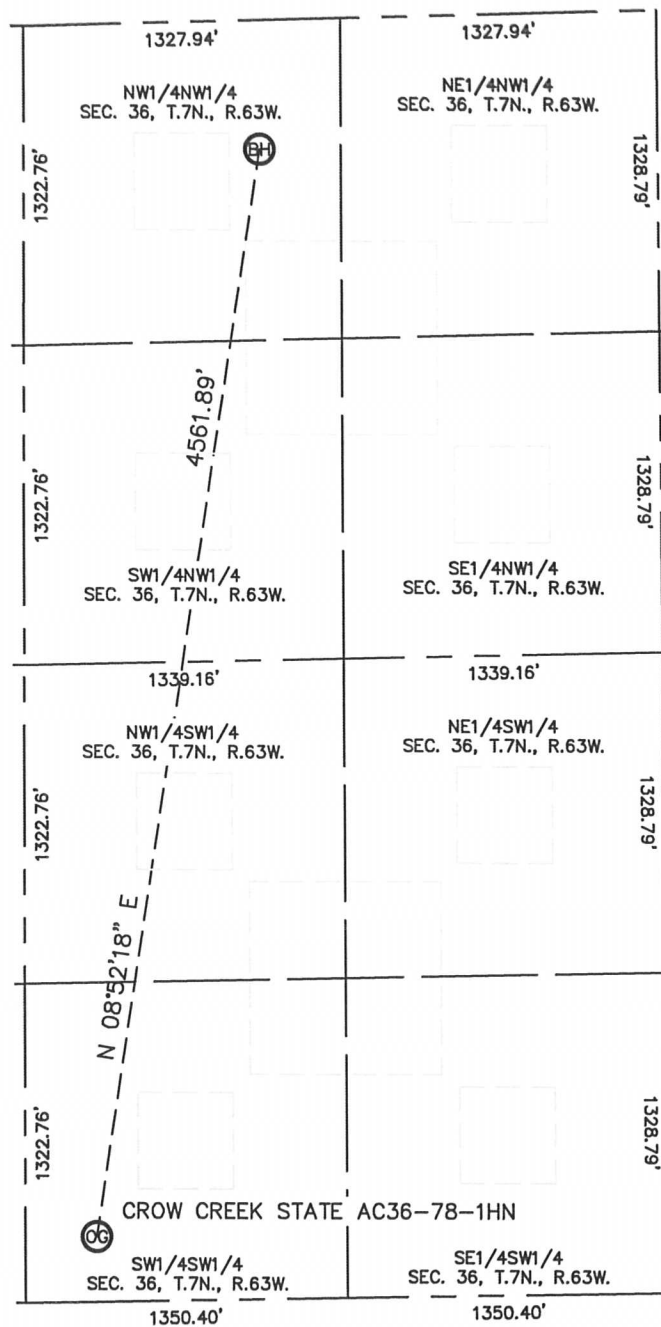 1327.94'
1327.94'
NW1/4NW1/4
SEC. 36, T.7N., R.63W.
NE1/4NW1/4
SEC. 36, T.7N., R.63W.
BH
1322.76'
1328.79'
4561.89'
1322.76'
1328.79'
SW1/4NW1/4
SEC. 36, T.7N., R.63W.
SE1/4NW1/4
SEC. 36, T.7N., R.63W.
1339.16'
1339.16'
NW1/4SW1/4
SEC. 36, T.7N., R.63W.
NE1/4SW1/4
SEC. 36, T.7N., R.63W.
1322.76'
1328.79'
N 08°52'18" E
1322.76'
1328.79'
CROW CREEK STATE AC36-78-1HN
OG
SW1/4SW1/4
SEC. 36, T.7N., R.63W.
SE1/4SW1/4
SEC. 36, T.7N., R.63W.
1350.40'
1350.40'